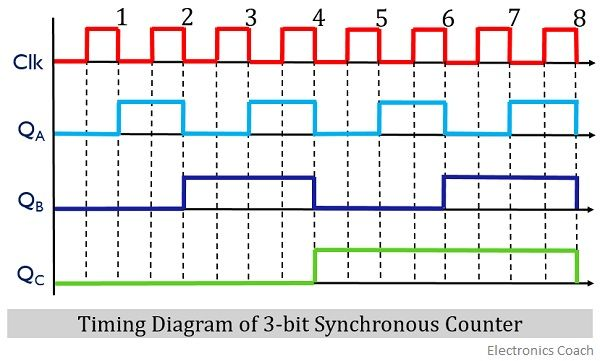 1 2 3 4 5 6 7 8
Clk
QA
QB
QC
Timing Diagram of 3-bit Synchronous Counter
Electronics Coach